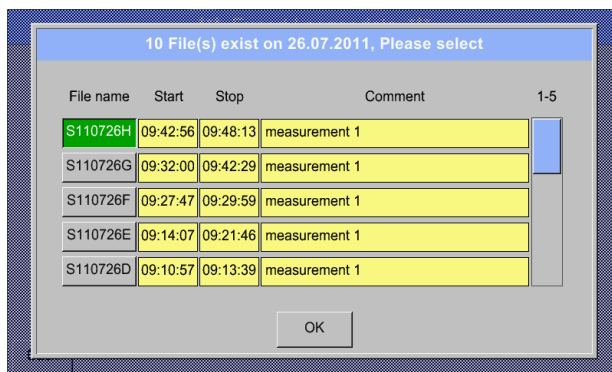 10 File(s) exist on 26.07.2011, Please select
File name Start Stop Comment 1-5
S110726H 09:42:56 09:48:13 measurement 1
S110726G 09:32:00 09:42:29 measurement 1
S110726F 09:27:47 09:29:59 measurement 1
S110726E 09:14:07 09:21:46 measurement 1
S110726D 09:10:57 09:13:39 measurement 1
OK